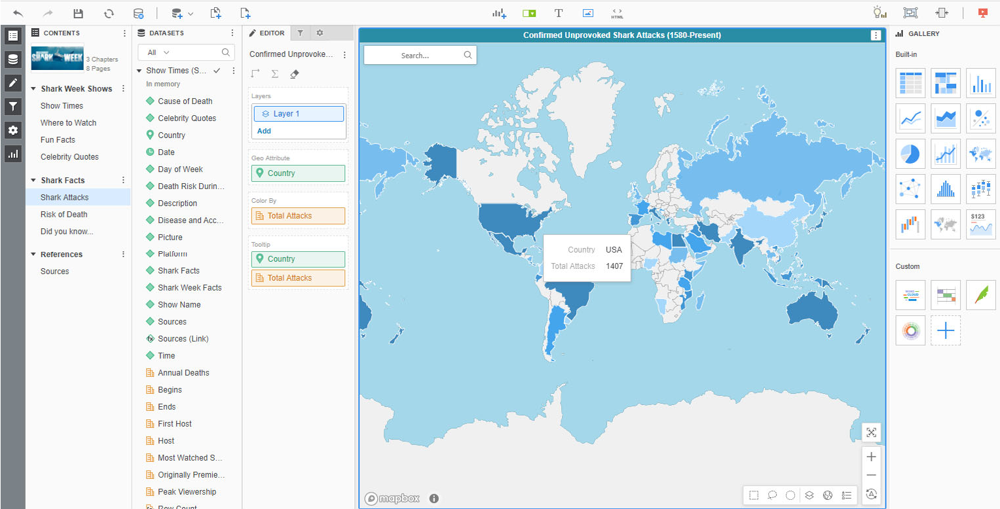 HTML
CONTENTS
SHARK WEEK
3 Chapters
8 Pages
Shark Week Shows
Show Times
Where to Watch
Fun Facts
Celebrity Quotes
Shark Facts
Shark Attacks
Risk of Death
Did you know...
References
Sources
DATASETS
All
Show Times (S...
In memory
Cause of Death
Celebrity Quotes
Country
Date
Day of Week
Death Risk Durin...
Description
Disease and Acc...
Picture
Platform
Shark Facts
Shark Week Facts
Show Name
Sources
Sources (Link)
Time
Annual Deaths
Begins
Ends
First Host
Host
Most Watched S...
Originally Premie...
Peak Viewership
Row Count
EDITOR
Confirmed Unprovoke...
Layers
Layer 1
Add
Geo Attribute
Country
Color By
Total Attacks
Tooltip
Country
Total Attacks
Confirmed Unprovoked Shark Attacks (1580-Present)
Search...
Country USA
Total Attacks 1407
mapbox
GALLERY
Built-in
$123
Custom
WORD
CLOUD